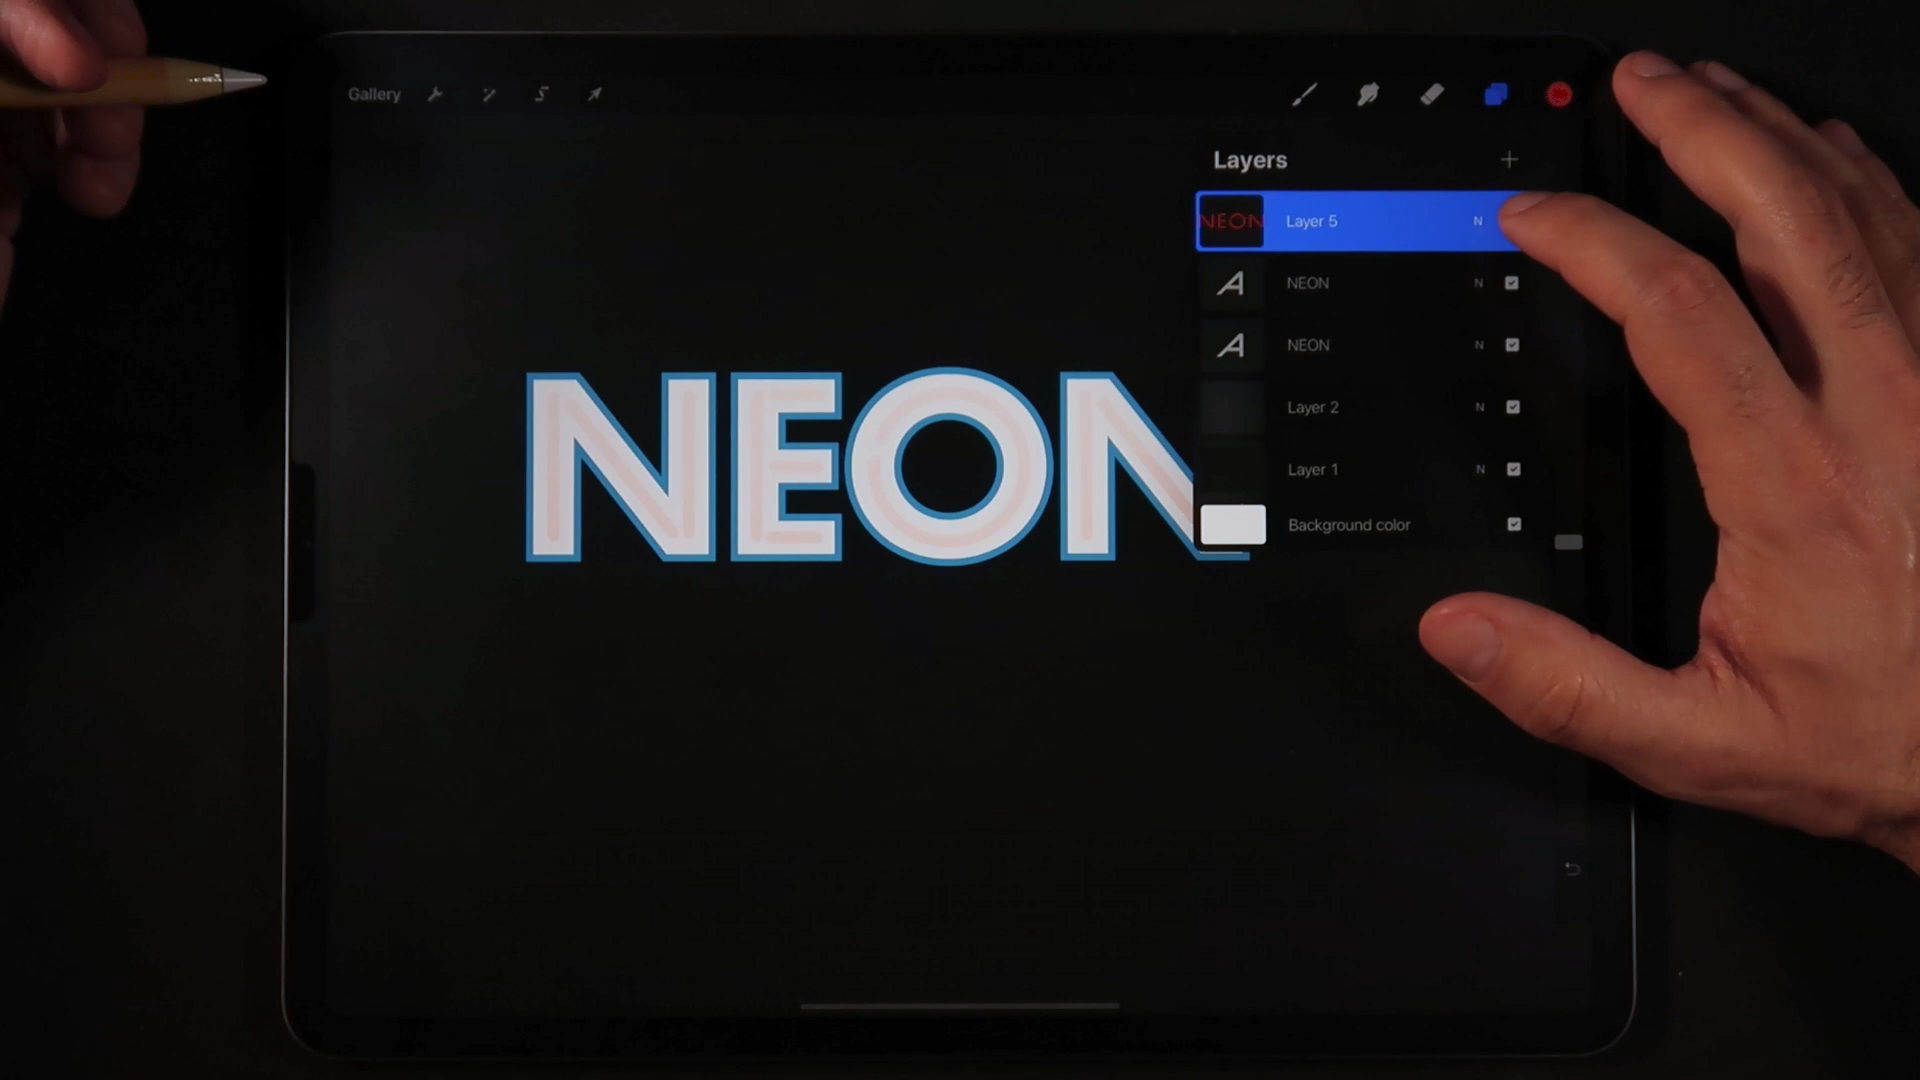 Gallery
Layers
NEON Layer 5 N
A NEON N
A NEON N
Layer 2 N
Layer 1 N
Background color
NEON